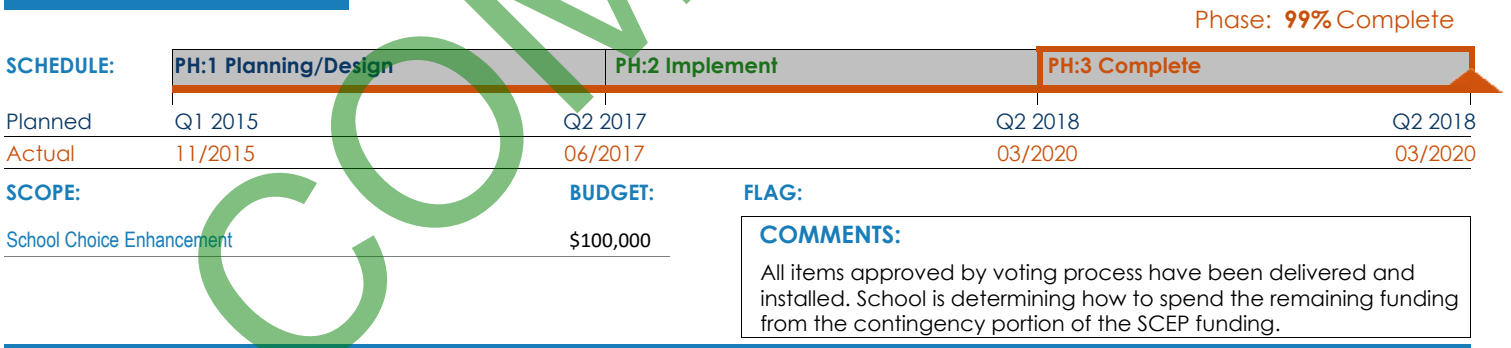 Phase: 99% Complete
SCHEDULE: PH:1 Planning/Design PH:2 Implement PH:3 Complete
Planned Q1 2015 Q2 2017 Q2 2018 Q2 2018
Actual 11/2015 06/2017 03/2020 03/2020
SCOPE: BUDGET: FLAG:
School Choice Enhancement $100,000
COMMENTS:
All items approved by voting process have been delivered and
installed. School is determining how to spend the remaining funding
from the contingency portion of the SCEP funding.
COM